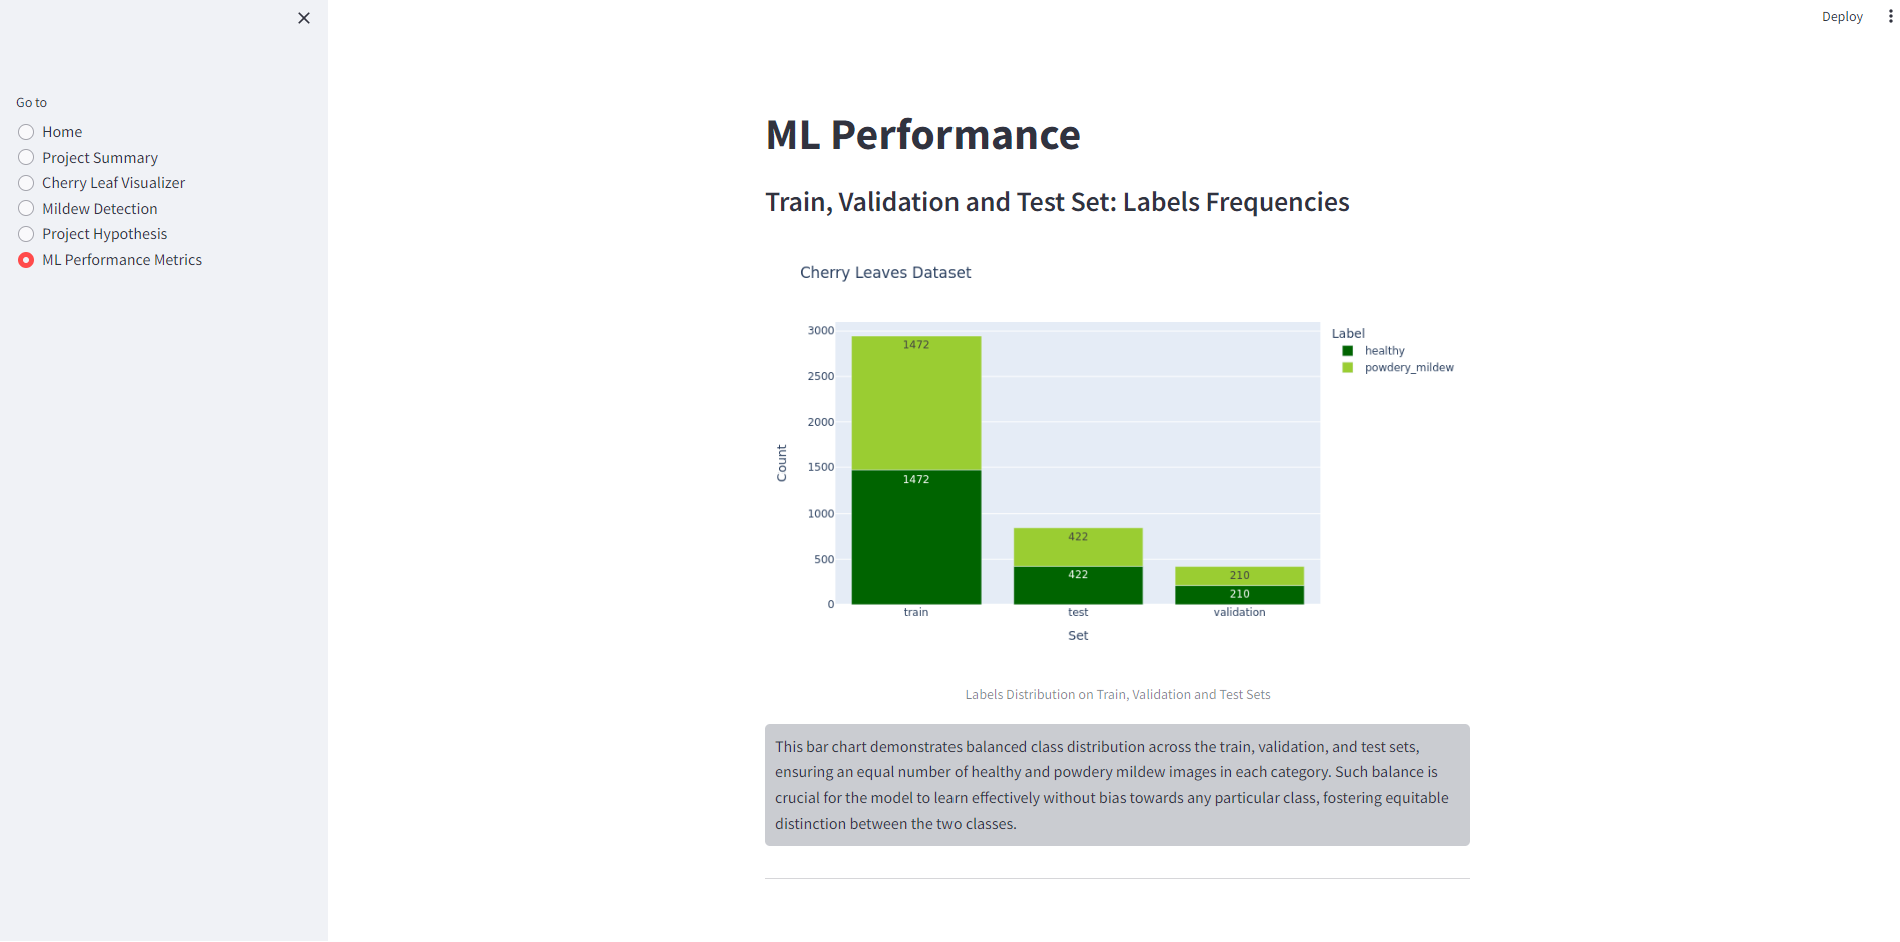 Deploy
Go to
Home
Project Summary
Cherry Leaf Visualizer
Mildew Detection
Project Hypothesis
ML Performance Metrics
ML Performance
Train, Validation and Test Set: Labels Frequencies
Cherry Leaves Dataset
3000
2500
2000
1500
1000
500
0
Count
1472
1472
422
422
210
210
train
test
validation
Set
Label
healthy
powdery_mildew
Labels Distribution on Train, Validation and Test Sets
This bar chart demonstrates balanced class distribution across the train, validation, and test sets,
ensuring an equal number of healthy and powdery mildew images in each category. Such balance is
crucial for the model to learn effectively without bias towards any particular class, fostering equitable
distinction between the two classes.